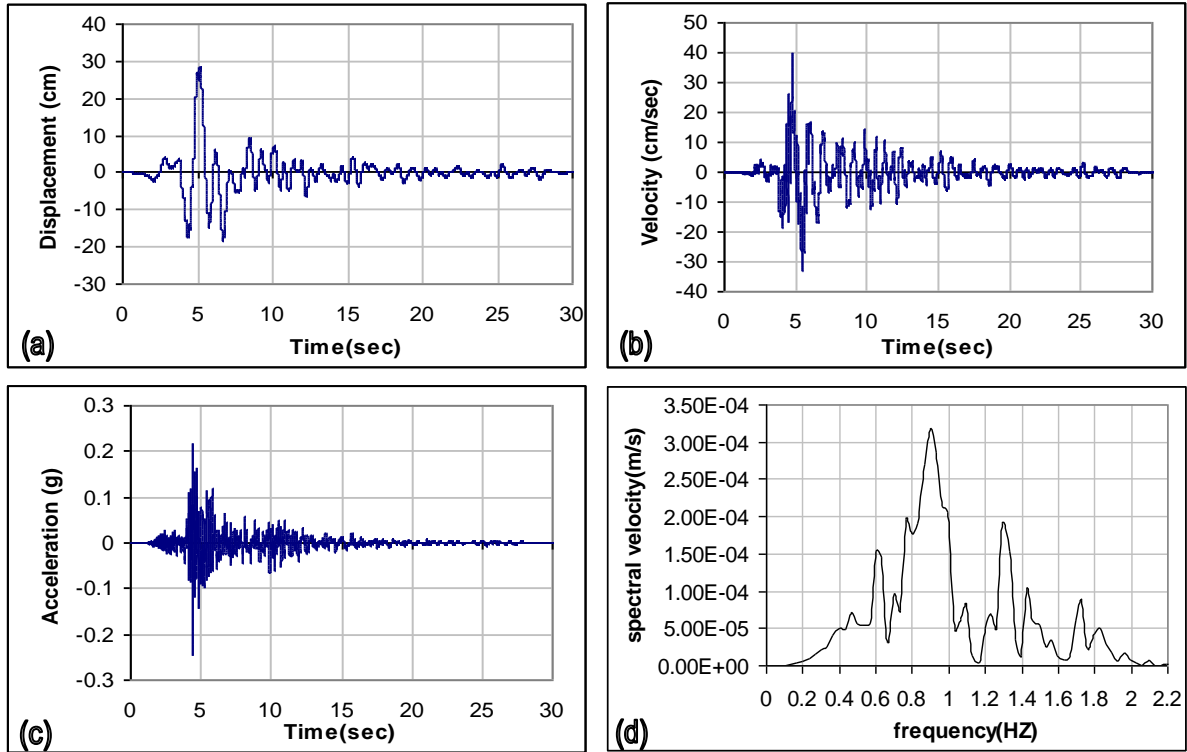 Displacement (cm)
40
30
20
10
0
-10
-20
-30
0 5 10 15 20 25 30
Time(sec)
(a)
Velocity (cm/sec)
50
40
30
20
10
0
-10
-20
-30
-40
0 5 10 15 20 25 30
Time(sec)
(b)
Acceleration (g)
0.3
0.2
0.1
0
-0.1
-0.2
-0.3
0 5 10 15 20 25 30
Time(sec)
(c)
spectral velocity(m/s)
3.50E-04
3.00E-04
2.50E-04
2.00E-04
1.50E-04
1.00E-04
5.00E-05
0.00E+00
0 0.2 0.4 0.6 0.8 1 1.2 1.4 1.6 1.8 2 2.2
frequency(HZ)
(d)